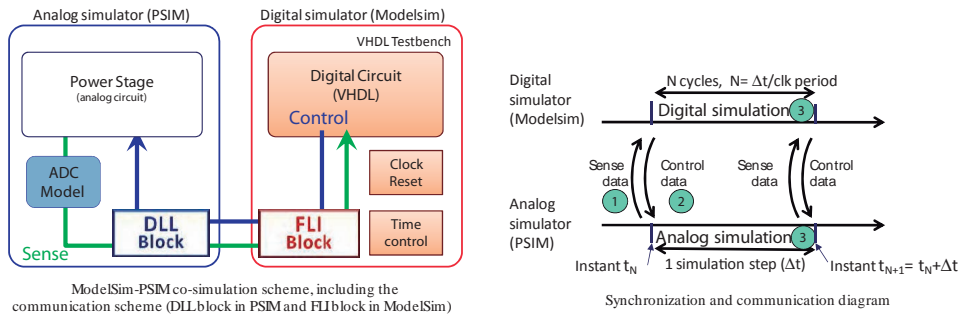 Analog simulator (PSIM)
Digital simulator (Modelsim)
VHDL Testbench
Power Stage
(analog circuit)
Digital Circuit
(VHDL)
Control
ADC
Model
Clock
Reset
DLL
Block
FLI
Block
Time
control
Sense
ModelSim-PSIM co-simulation scheme, including the
communication scheme (DLL block in PSIM and FLI block in ModelSim)
Digital
simulator
(Modelsim)
N cycles, N= Δt/clk period
Digital simulation 3
Sense
data
1
Control
data
2
Sense
data
Control
data
Analog
simulator
(PSIM)
Analog simulation 3
Instant tN
1 simulation step (Δt)
Instant tN+1= tN+Δt
Synchronization and communication diagram